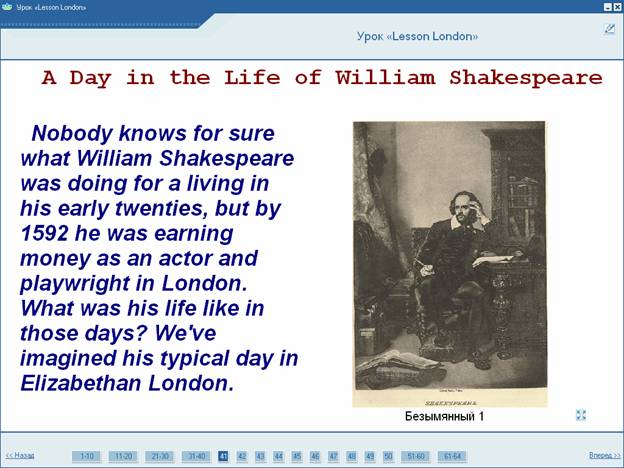 Урок «Lesson London»
Урок «Lesson London»
A Day in the Life of William Shakespeare
Nobody knows for sure
what William Shakespeare
was doing for a living in
his early twenties, but by
1592 he was earning
money as an actor and
playwright in London.
What was his life like in
those days? We've
imagined his typical day in
Elizabethan London.
SHAKESPEARE
Безымянный 1
<< Назад 1-10 11-20 21-30 31-40 41 42 43 44 45 46 47 48 49 50 51-60 61-64 Вперед >>